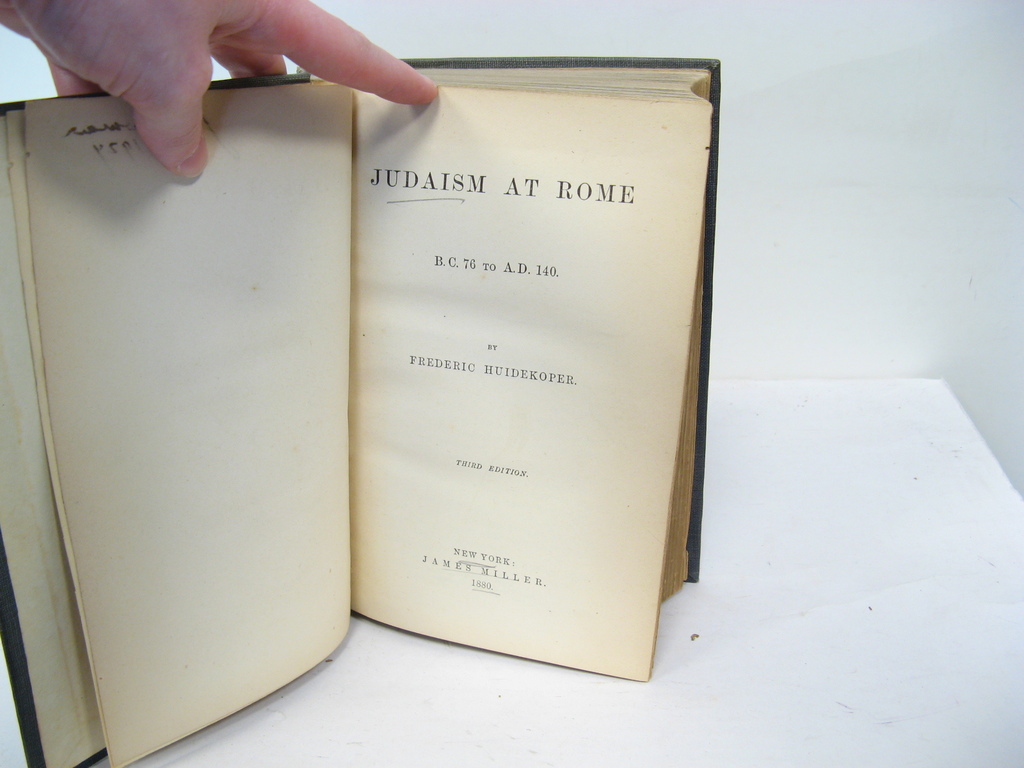 JUDAISM AT ROME
B.C. 76 TO A.D. 140.
BY
FREDERIC HUIDEKOPER.
THIRD EDITION.
NEW YORK:
JAMES MILLER.
1880.